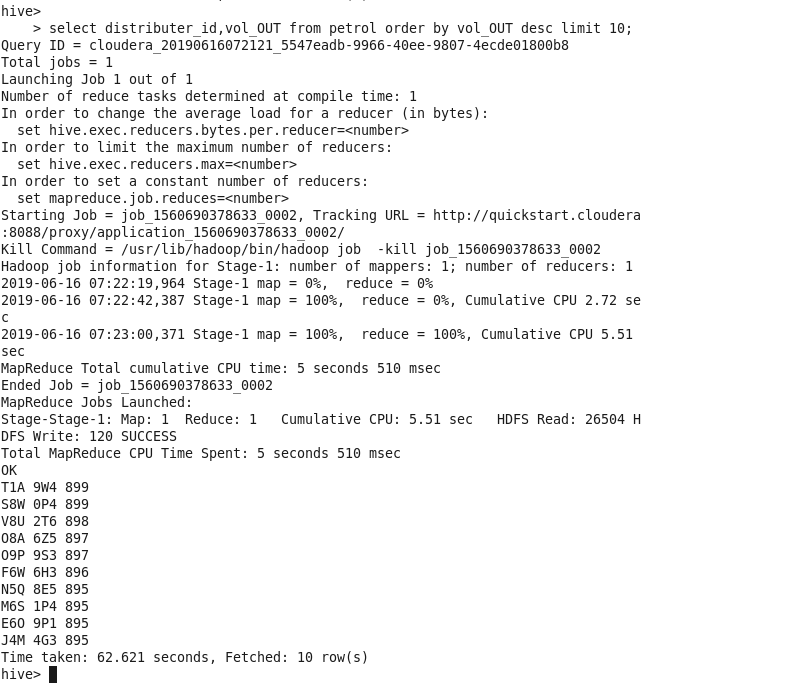 hive>
    > select distributer_id,vol_OUT from petrol order by vol_OUT desc limit 10;
Query ID = cloudera_20190616072121_5547eadb-9966-40ee-9807-4ecde01800b8
Total jobs = 1
Launching Job 1 out of 1
Number of reduce tasks determined at compile time: 1
In order to change the average load for a reducer (in bytes):
  set hive.exec.reducers.bytes.per.reducer=<number>
In order to limit the maximum number of reducers:
  set hive.exec.reducers.max=<number>
In order to set a constant number of reducers:
  set mapreduce.job.reduces=<number>
Starting Job = job_1560690378633_0002, Tracking URL = http://quickstart.cloudera
:8088/proxy/application_1560690378633_0002/
Kill Command = /usr/lib/hadoop/bin/hadoop job  -kill job_1560690378633_0002
Hadoop job information for Stage-1: number of mappers: 1; number of reducers: 1
2019-06-16 07:22:19,964 Stage-1 map = 0%,  reduce = 0%
2019-06-16 07:22:42,387 Stage-1 map = 100%,  reduce = 0%, Cumulative CPU 2.72 se
c
2019-06-16 07:23:00,371 Stage-1 map = 100%,  reduce = 100%, Cumulative CPU 5.51
sec
MapReduce Total cumulative CPU time: 5 seconds 510 msec
Ended Job = job_1560690378633_0002
MapReduce Jobs Launched:
Stage-Stage-1: Map: 1  Reduce: 1   Cumulative CPU: 5.51 sec   HDFS Read: 26504 H
DFS Write: 120 SUCCESS
Total MapReduce CPU Time Spent: 5 seconds 510 msec
OK
T1A 9W4 899
S8W 0P4 899
V8U 2T6 898
O8A 6Z5 897
O9P 9S3 897
F6W 6H3 896
N5Q 8E5 895
M6S 1P4 895
E6O 9P1 895
J4M 4G3 895
Time taken: 62.621 seconds, Fetched: 10 row(s)
hive>